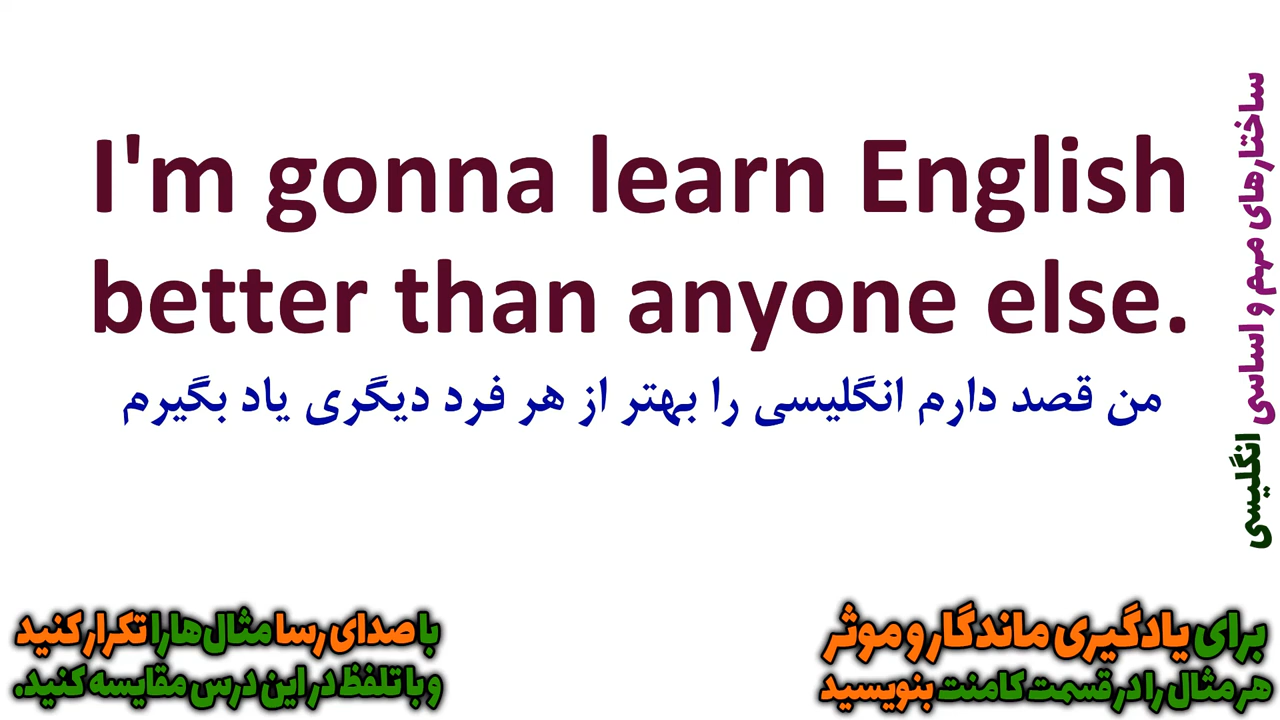 I'm gonna learn English
better than anyone else.
من قصد دارم انگلیسی را بهتر از هر فرد دیگری یاد بگیرم
ساختارهای مهم و اساسی انگلیسی
برای یادگیری ماندگار و موثر
هر مثال را در قسمت کامنت بنویسید
با صدای رسا مثال‌ها را تکرار کنید
و با تلفظ در این درس مقایسه کنید.